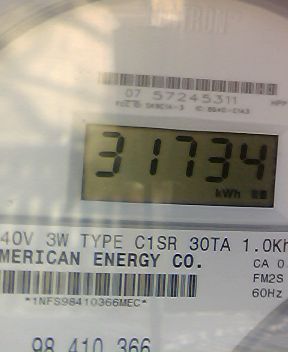 07 57245311
31734
kWh
40V 3W TYPE C1SR 30TA 1.0Kh
MERICAN ENERGY CO.
CA 0.
FM2S
60Hz
*1NFS98410366MEC*
98 410 366